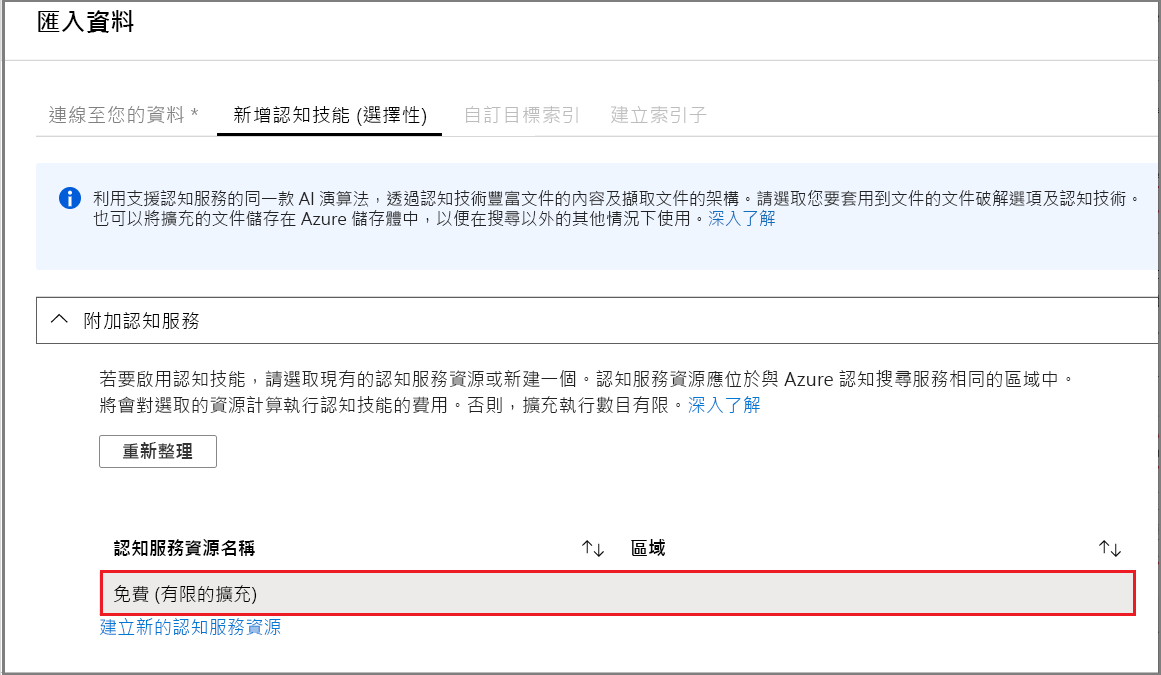 匯入資料
連線至您的資料 * 新增認知技能 (選擇性) 自訂目標索引 建立索引子
利用支援認知服務的同一款 AI 演算法，透過認知技術豐富文件的內容及擷取文件的架構。請選取您要套用到文件的文件破解選項及認知技術。
也可以將擴充的文件儲存在 Azure 儲存體中，以便在搜尋以外的其他情況下使用。深入了解
附加認知服務
若要啟用認知技能，請選取現有的認知服務資源或新建一個。認知服務資源應位於與 Azure 認知搜尋服務相同的區域中。
將會對選取的資源計算執行認知技能的費用。否則，擴充執行數目有限。深入了解
重新整理
認知服務資源名稱 ↑↓ 區域 ↑↓
免費 (有限的擴充)
建立新的認知服務資源